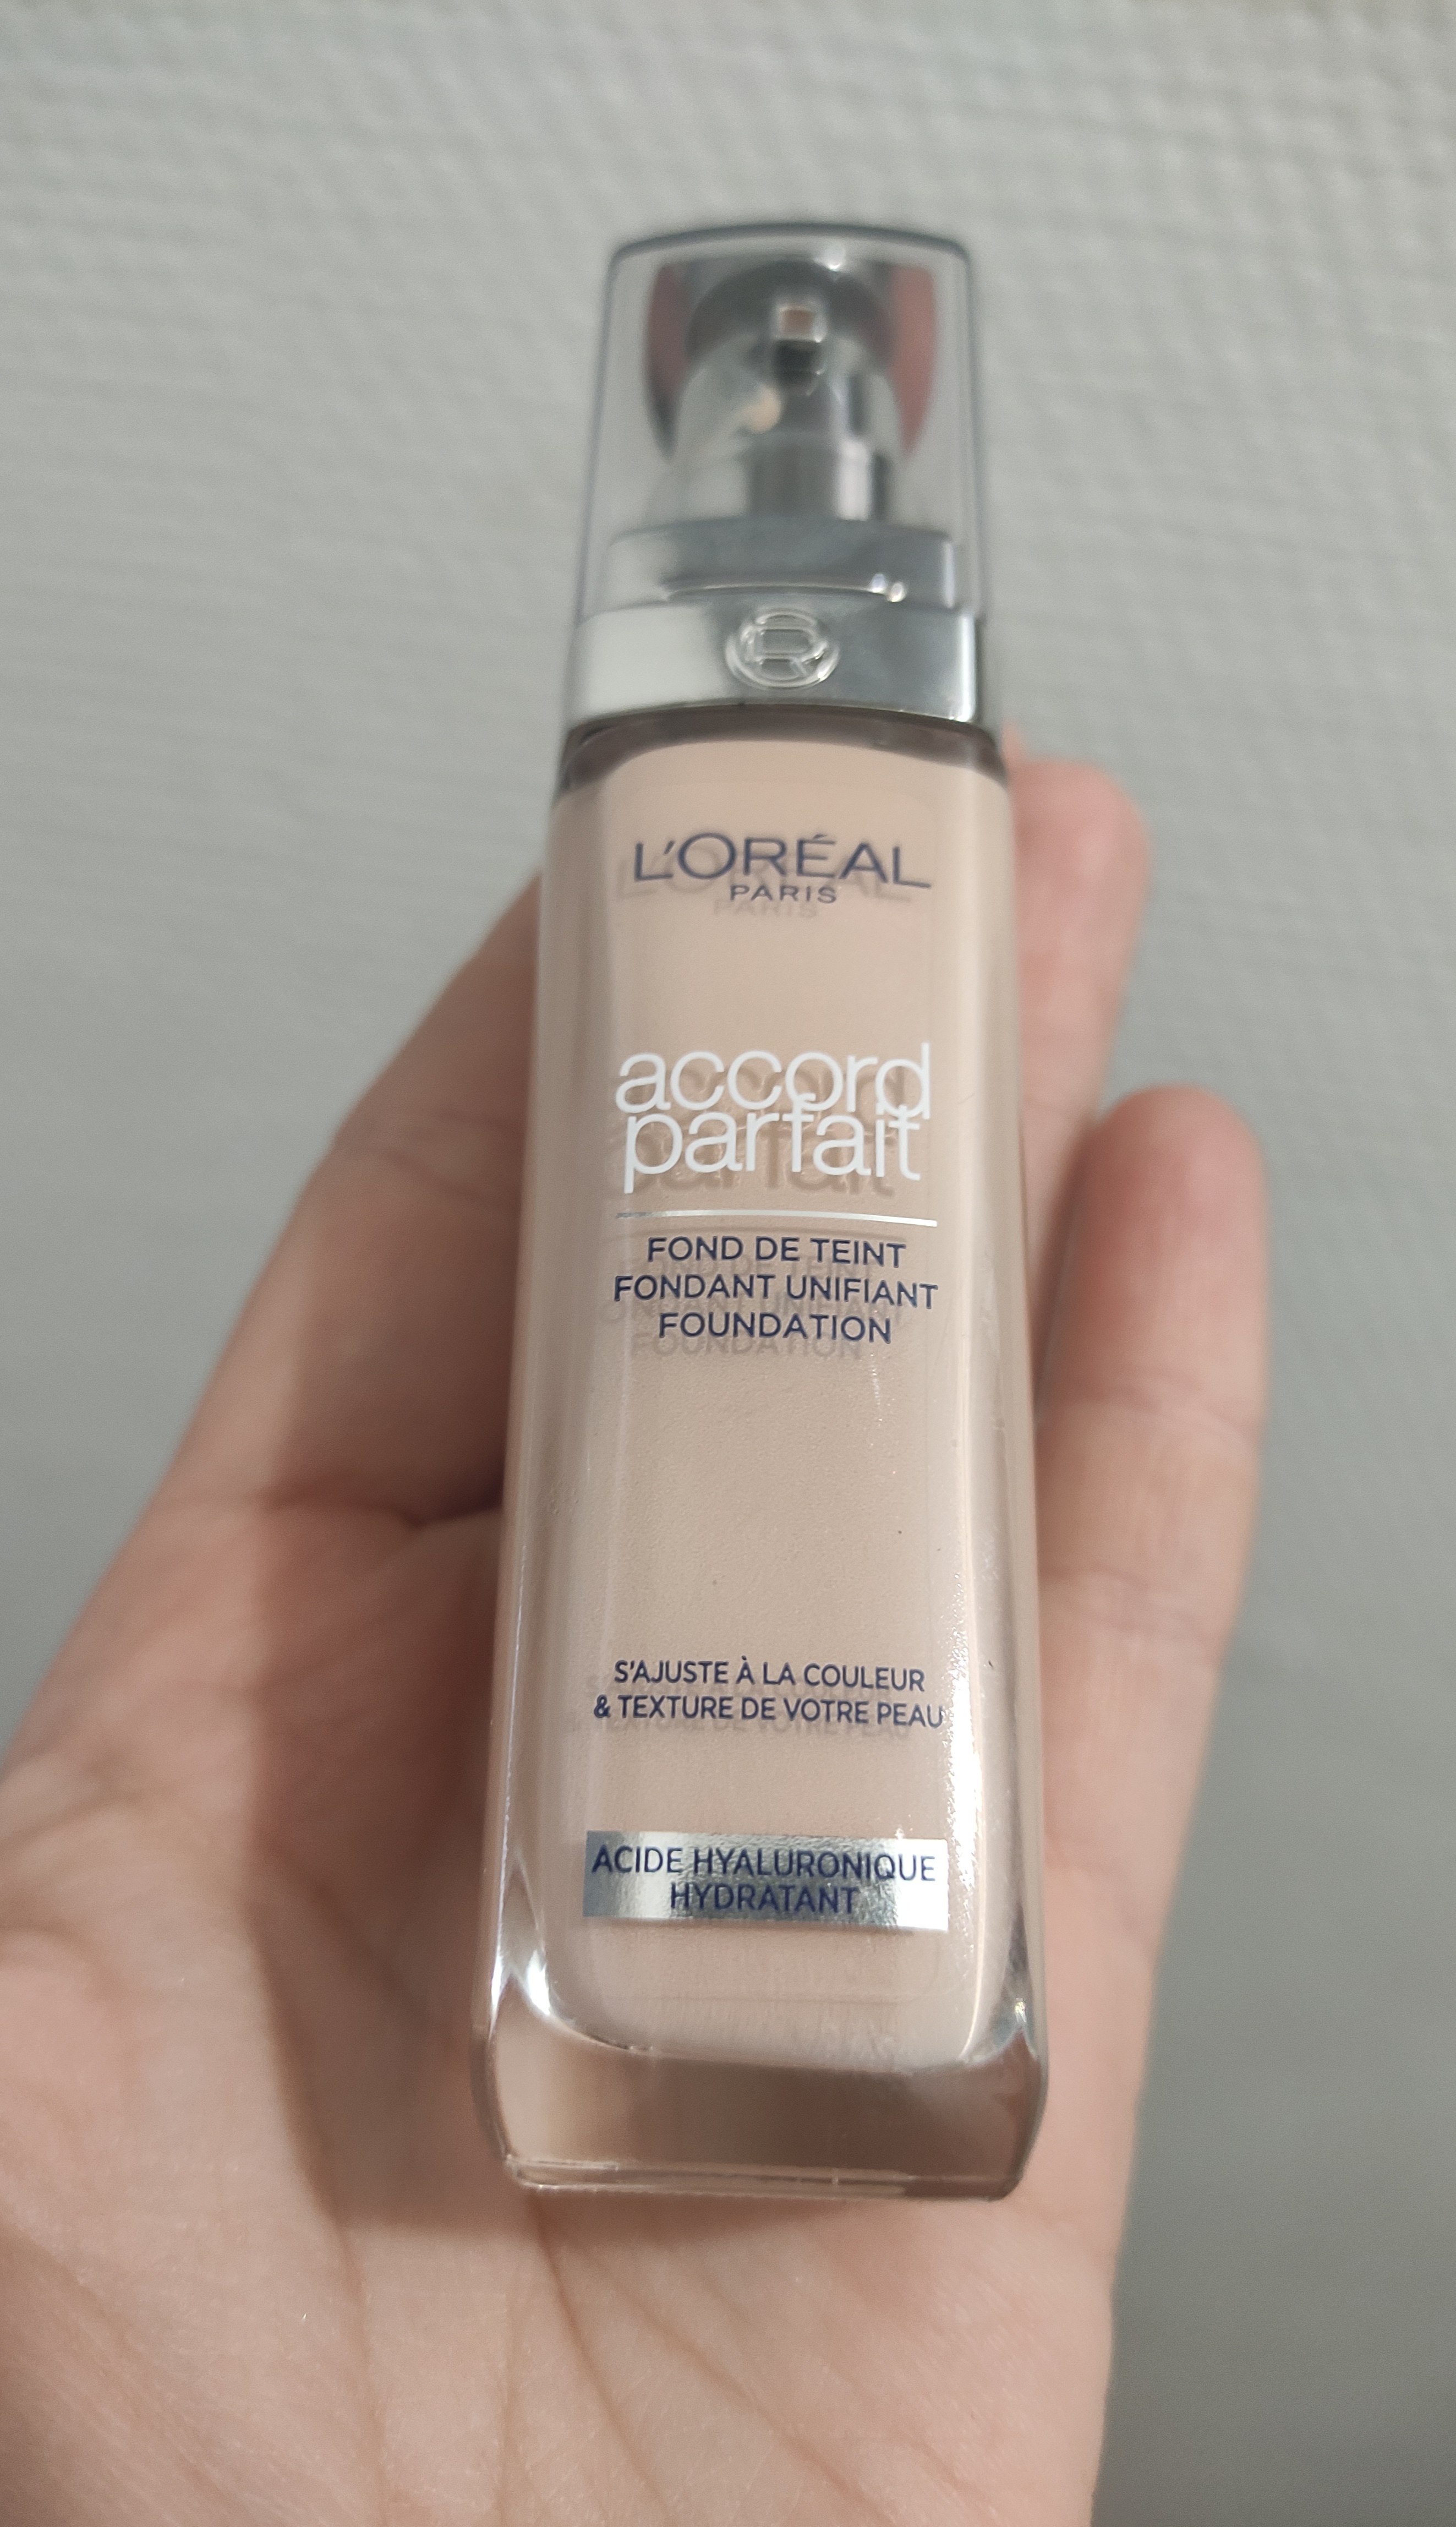 L'ORÉAL
PARIS
accord
parfait
FOND DE TEINT
FONDANT UNIFIANT
FOUNDATION
S'AJUSTE À LA COULEUR
& TEXTURE DE VOTRE PEAU
ACIDE HYALURONIQUE
HYDRATANT